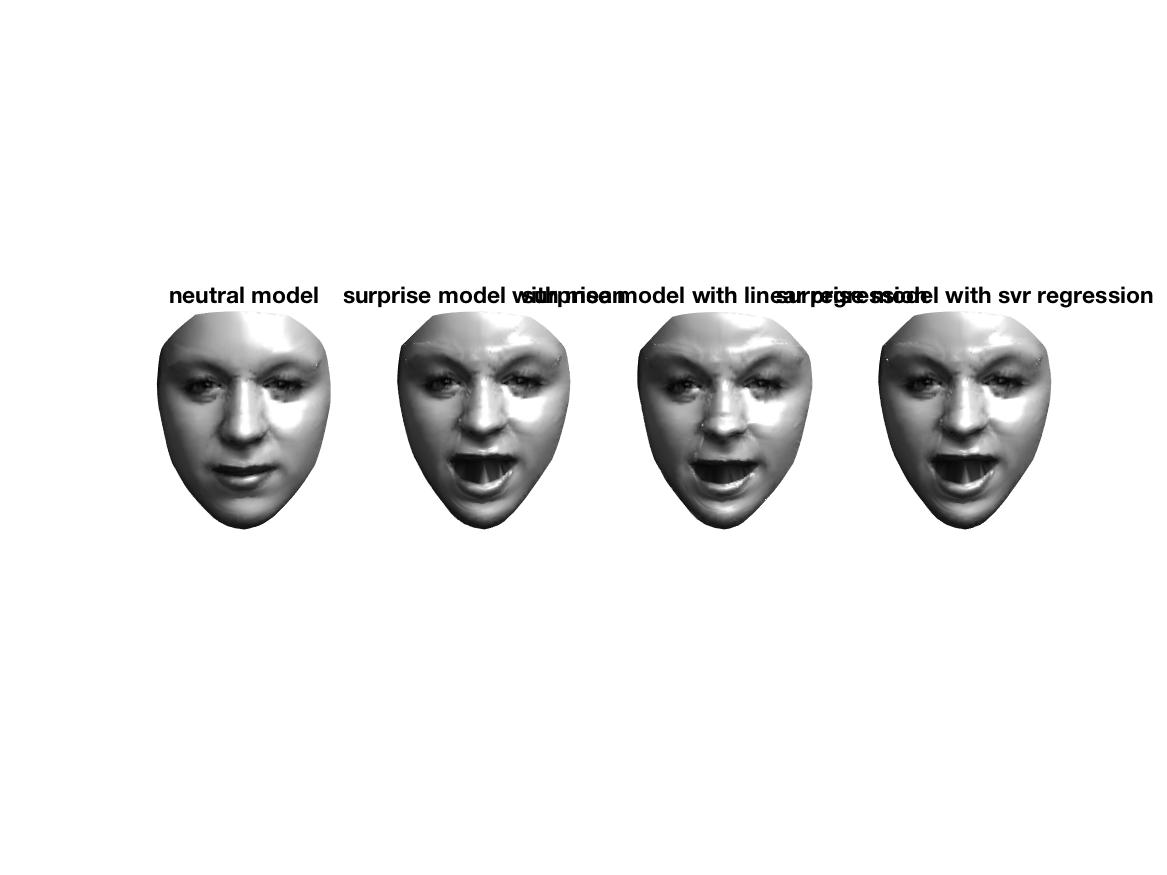 neutral model
surprise model with mean
surprise model with linear regression
surprise model with svr regression